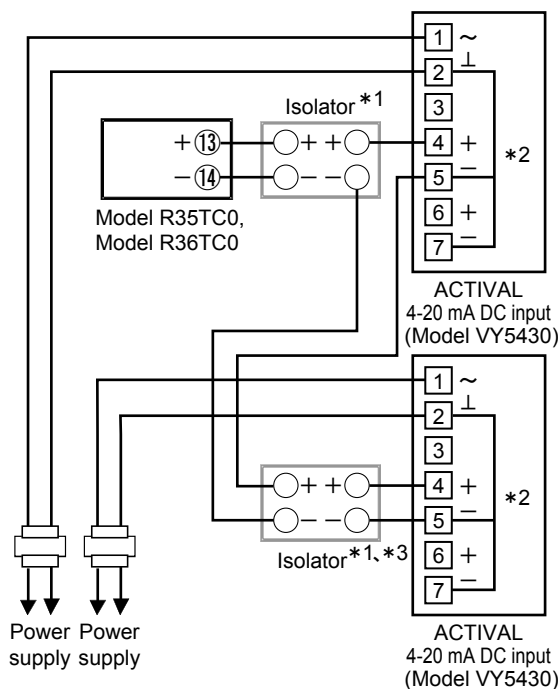 1 ~
2 ⊥
3
Isolator*1
+ ⑬ + + 4 +
− ⑭ − − 5 −
*2
6 +
7 −
Model R35TC0,
Model R36TC0
ACTIVAL
4-20 mA DC input
(Model VY5430)
1 ~
2 ⊥
3
+ + 4 +
− − 5 −
*2
Isolator*1、*3
6 +
7 −
Power Power
supply supply
ACTIVAL
4-20 mA DC input
(Model VY5430)